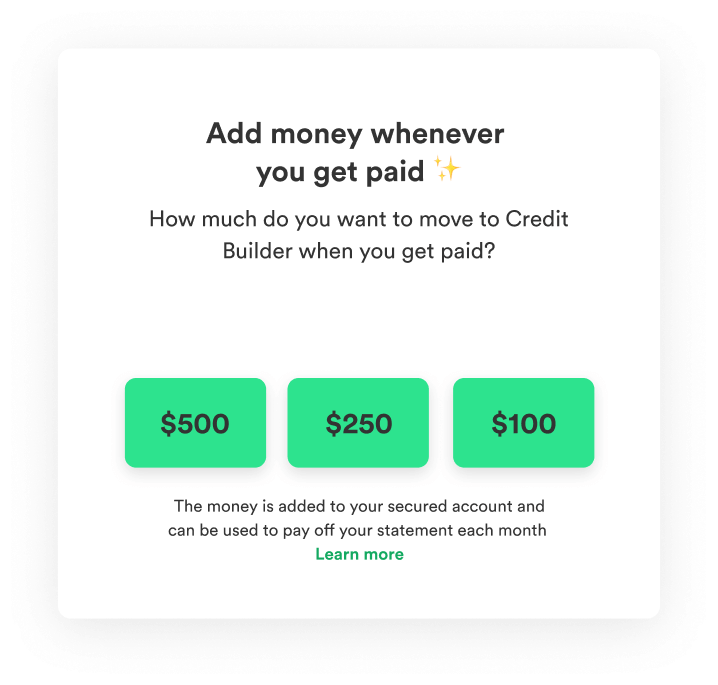 Add money whenever
you get paid ✨
How much do you want to move to Credit
Builder when you get paid?
$500 $250 $100
The money is added to your secured account and
can be used to pay off your statement each month
Learn more